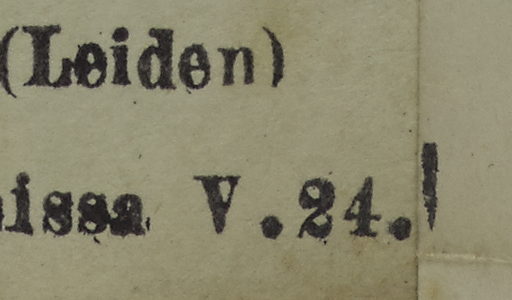 (Leiden)
issa V.24.